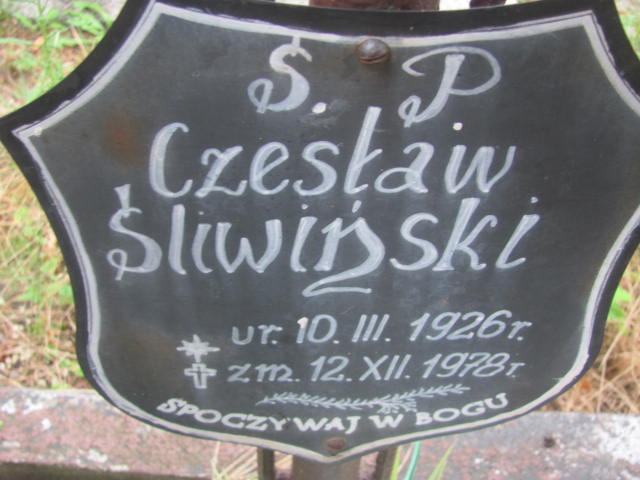 Ś. P
Czesław
Śliwiński
ur. 10. III. 1926 r.
zm. 12. XII. 1978 r.
SPOCZYWAJ W BOGU